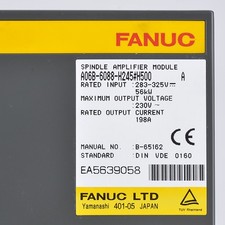 FANUC
SPINDLE AMPLIFIER MODULE
A06B-6088-H245#H500 A
RATED INPUT : 283-325V⎓
56kW
MAXIMUM OUTPUT VOLTAGE
: 230V~
RATED OUTPUT CURRENT
: 198A
MANUAL NO. : B-65162
STANDARD : DIN VDE 0160
EA5639058
FANUC LTD
Yamanashi 401-05 JAPAN